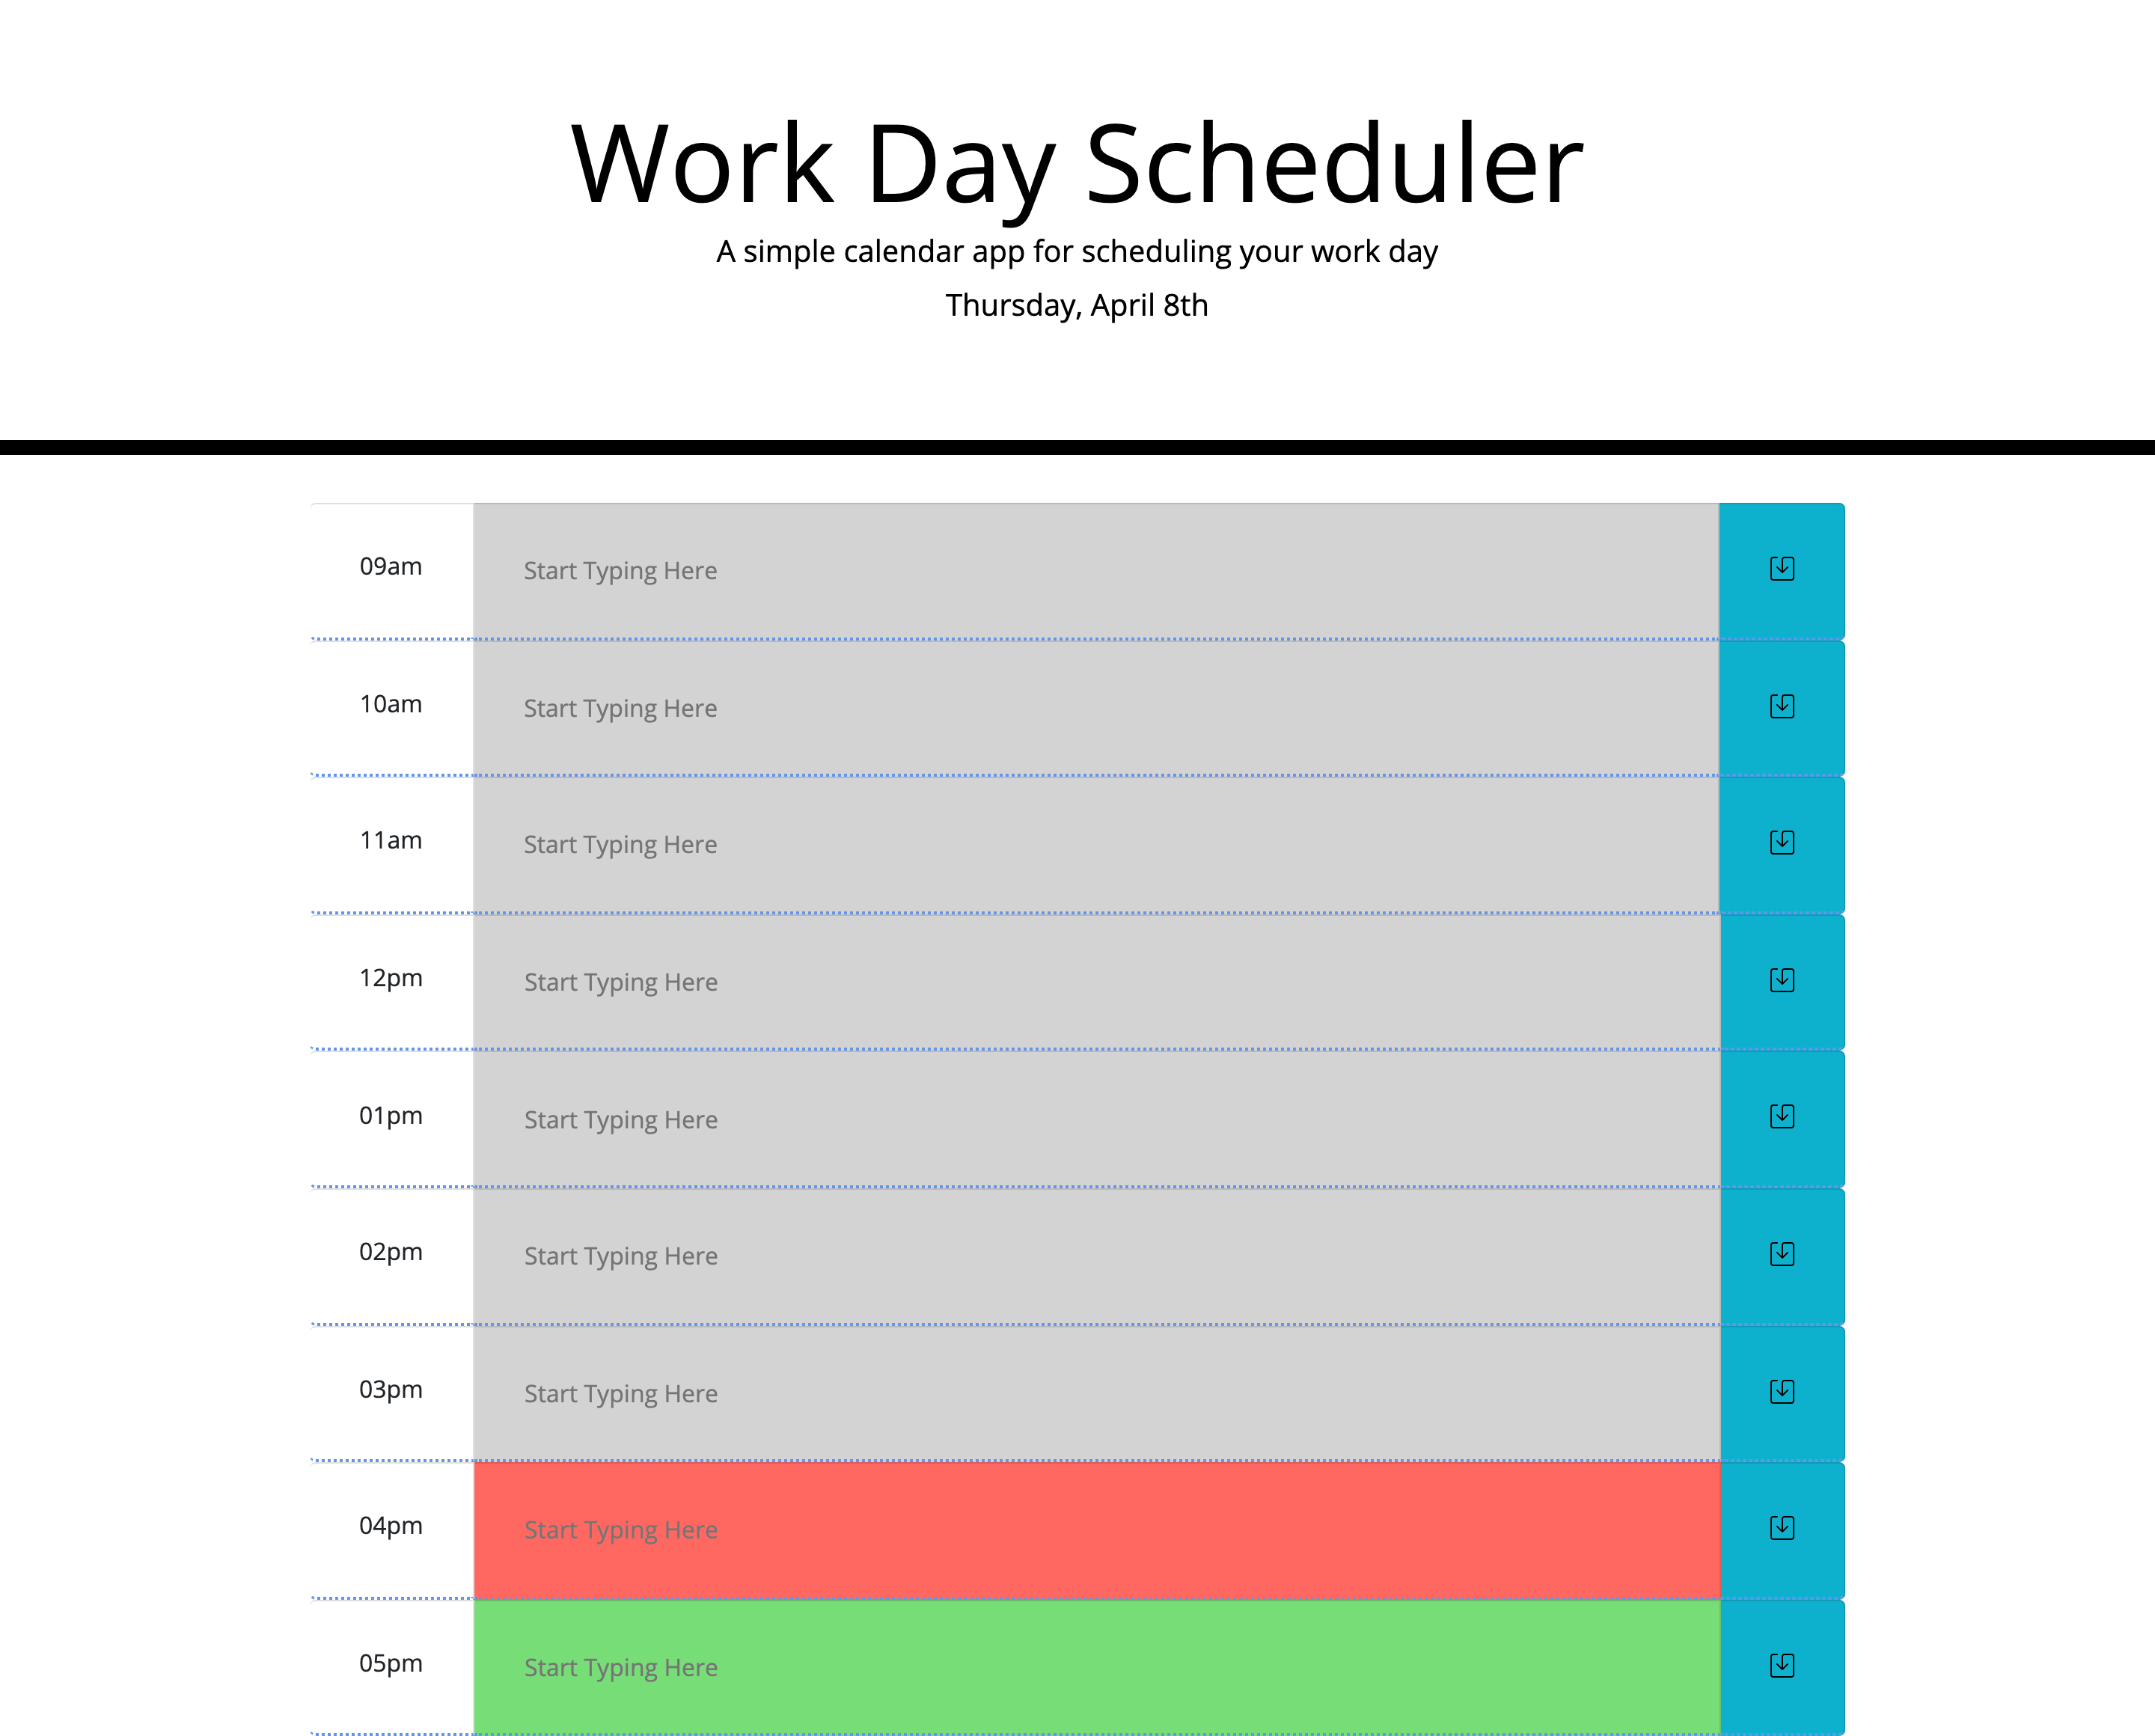 Work Day Scheduler
A simple calendar app for scheduling your work day
Thursday, April 8th
09am Start Typing Here
10am Start Typing Here
11am Start Typing Here
12pm Start Typing Here
01pm Start Typing Here
02pm Start Typing Here
03pm Start Typing Here
04pm Start Typing Here
05pm Start Typing Here